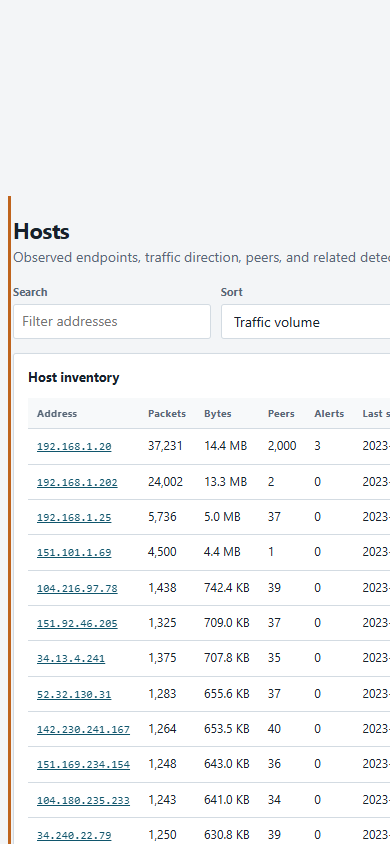 Hosts
Observed endpoints, traffic direction, peers, and related
Search Sort
Filter addresses Traffic volume
Host inventory
Address Packets Bytes Peers Alerts Last
192.168.1.20 37,231 14.4 MB 2,000 3 2023-
192.168.1.202 24,002 13.3 MB 2 0 2023-
192.168.1.25 5,736 5.0 MB 37 0 2023-
151.101.1.69 4,500 4.4 MB 1 0 2023-
104.216.97.78 1,438 742.4 KB 39 0 2023-
151.92.46.205 1,325 709.0 KB 37 0 2023-
34.13.4.241 1,375 707.8 KB 35 0 2023-
52.32.130.31 1,283 655.6 KB 37 0 2023-
142.230.241.167 1,264 653.5 KB 40 0 2023-
151.169.234.154 1,248 643.0 KB 36 0 2023-
104.180.235.233 1,243 641.0 KB 34 0 2023-
34.240.22.79 1,250 630.8 KB 39 0 2023-